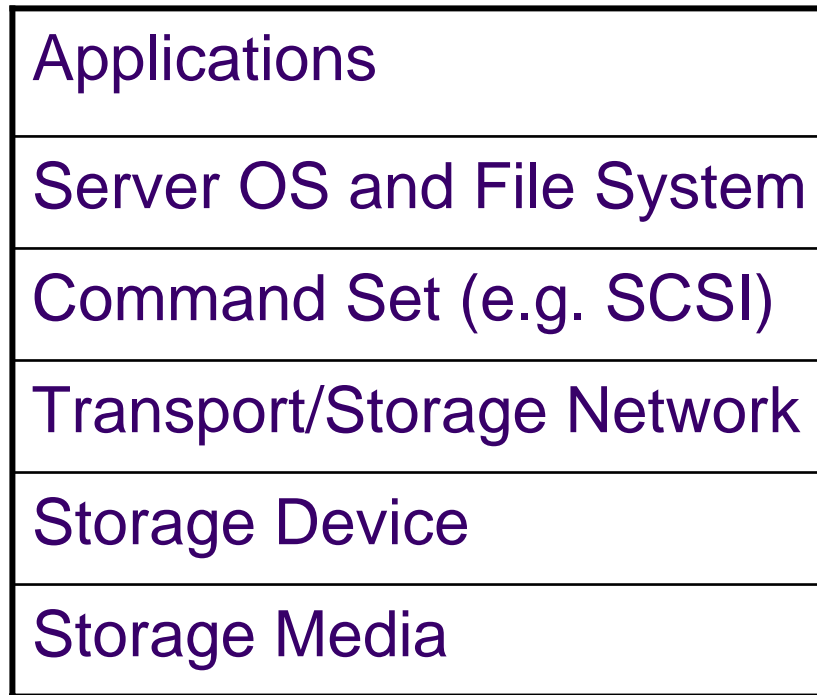 Applications
Server OS and File System
Command Set (e.g. SCSI)
Transport/Storage Network
Storage Device
Storage Media